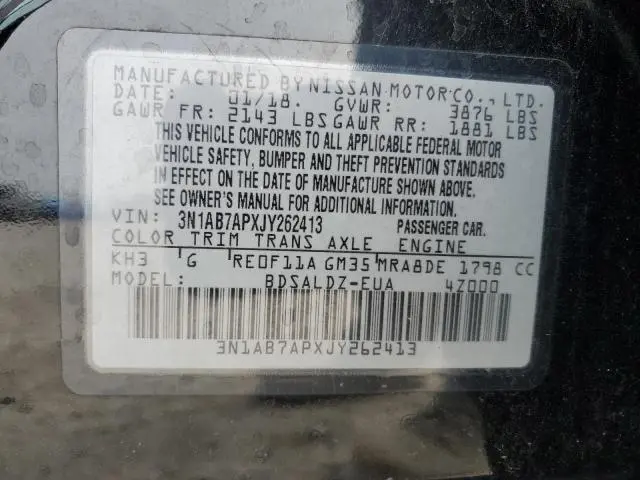 MANUFACTURED BY NISSAN MOTOR CO., LTD.
DATE: 01/18. GVWR: 3876 LBS
GAWR FR: 2143 LBS GAWR RR: 1881 LBS
THIS VEHICLE CONFORMS TO ALL APPLICABLE FEDERAL MOTOR
VEHICLE SAFETY, BUMPER AND THEFT PREVENTION STANDARDS
IN EFFECT ON THE DATE OF MANUFACTURE SHOWN ABOVE.
SEE OWNER'S MANUAL FOR ADDITIONAL INFORMATION.
VIN: 3N1AB7APXJY262413 PASSENGER CAR.
COLOR TRIM TRANS AXLE ENGINE
KH3 G RE0F11A GM35 MRA8DE 1798 CC
MODEL: BDSALDZ-EUA 4Z000
3N1AB7APXJY262413